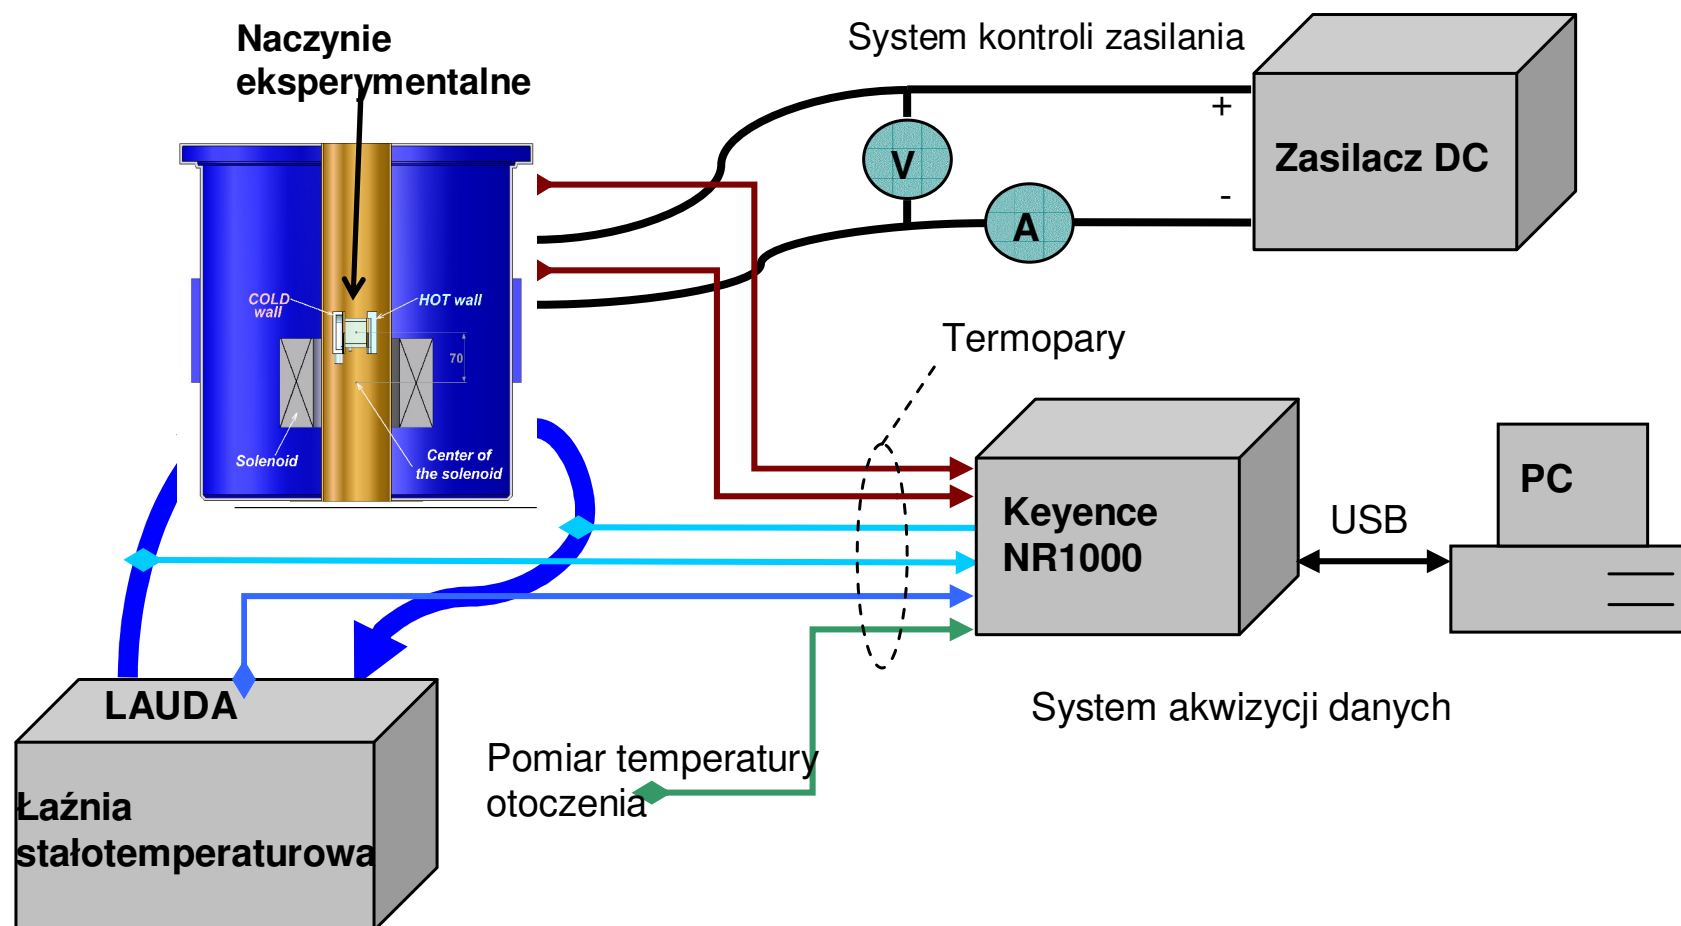 Naczynie
eksperymentalne
System kontroli zasilania
+
-
V
A
Zasilacz DC
COLD
wall
HOT wall
70
Solenoid
Center of
the solenoid
Termopary
Keyence
NR1000
USB
PC
System akwizycji danych
LAUDA
Łaźnia
stałotemperaturowa
Pomiar temperatury
otoczenia